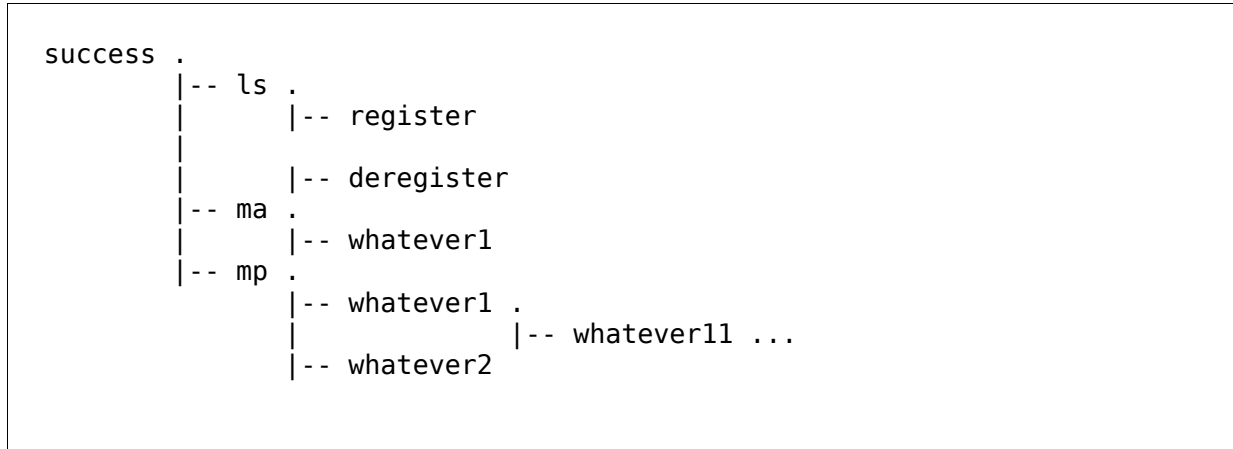 success .
        |-- ls .
        |      |-- register
        |
        |      |-- deregister
        |-- ma .
        |      |-- whatever1
        |-- mp .
               |-- whatever1 .
               |             |-- whatever11 ...
               |-- whatever2